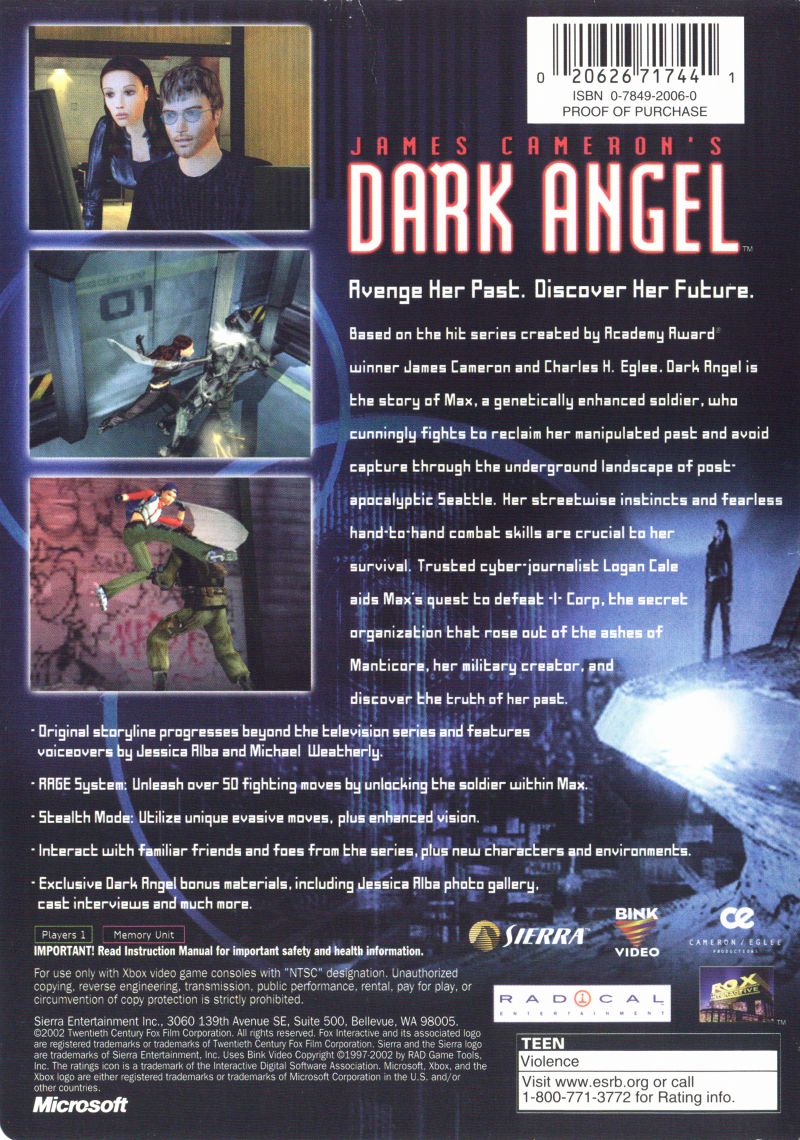 0 20626 71744 1
ISBN 0-7849-2006-0
PROOF OF PURCHASE
JAMES CAMERON'S
DARK ANGEL™
Avenge Her Past. Discover Her Future.
Based on the hit series created by Academy Award®
winner James Cameron and Charles H. Eglee. Dark Angel is
the story of Max, a genetically enhanced soldier, who
cunningly fights to reclaim her manipulated past and avoid
capture through the underground landscape of post-
apocalyptic Seattle. Her streetwise instincts and fearless
hand-to-hand combat skills are crucial to her
survival. Trusted cyber-journalist Logan Cale
aids Max's quest to defeat -I- Corp, the secret
organization that rose out of the ashes of
Manticore, her military creator, and
discover the truth of her past.
01
- Original storyline progresses beyond the television series and features
voiceovers by Jessica Alba and Michael Weatherly.
- RAGE System: Unleash over 50 fighting moves by unlocking the soldier within Max.
- Stealth Mode: Utilize unique evasive moves, plus enhanced vision.
- Interact with familiar friends and foes from the series, plus new characters and environments.
- Exclusive Dark Angel bonus materials, including Jessica Alba photo gallery,
cast interviews and much more.
Players 1 Memory Unit
IMPORTANT! Read Instruction Manual for important safety and health information.
For use only with Xbox video game consoles with "NTSC" designation. Unauthorized
copying, reverse engineering, transmission, public performance, rental, pay for play, or
circumvention of copy protection is strictly prohibited.
Sierra Entertainment Inc., 3060 139th Avenue SE, Suite 500, Bellevue, WA 98005.
©2002 Twentieth Century Fox Film Corporation. All rights reserved. Fox Interactive and its associated logo
are registered trademarks or trademarks of Twentieth Century Fox Film Corporation. Sierra and the Sierra logo
are trademarks of Sierra Entertainment, Inc. Uses Bink Video Copyright ©1997-2002 by RAD Game Tools,
Inc. The ratings icon is a trademark of the Interactive Digital Software Association. Microsoft, Xbox, and the
Xbox logo are either registered trademarks or trademarks of Microsoft Corporation in the U.S. and/or
other countries.
Microsoft
SIERRA
BINK
VIDEO
ce
CAMERON / EGLEE
PRODUCTIONS
RADICAL
ENTERTAINMENT
FOX
INTERACTIVE
TM
TEEN
Violence
Visit www.esrb.org or call
1-800-771-3772 for Rating info.